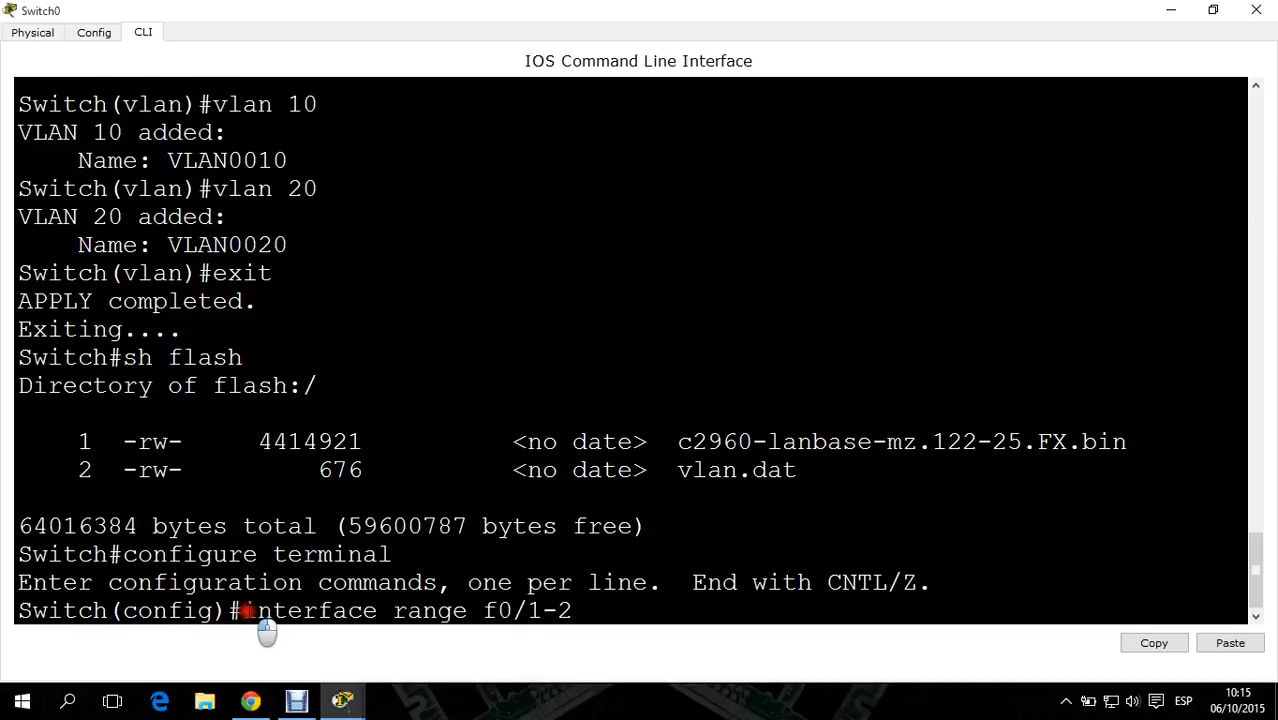 Switch0
Physical Config CLI
IOS Command Line Interface
Switch(vlan)#vlan 10
VLAN 10 added:
Name: VLAN0010
Switch(vlan)#vlan 20
VLAN 20 added:
Name: VLAN0020
Switch(vlan)#exit
APPLY completed.
Exiting....
Switch#sh flash
Directory of flash:/
1 -rw- 4414921 <no date> c2960-lanbase-mz.122-25.FX.bin
2 -rw- 676 <no date> vlan.dat
64016384 bytes total (59600787 bytes free)
Switch#configure terminal
Enter configuration commands, one per line. End with CNTL/Z.
Switch(config)#interface range f0/1-2
Copy Paste
ESP
10:15
06/10/2015